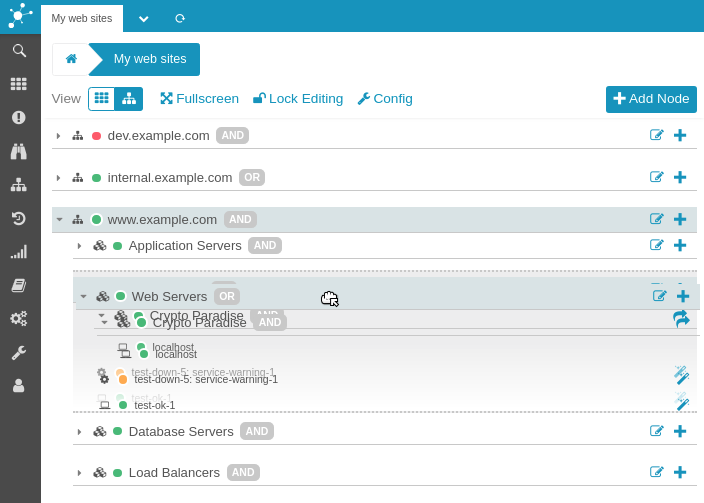 My web sites
My web sites
View Fullscreen Lock Editing Config Add Node
dev.example.com AND
internal.example.com OR
www.example.com AND
Application Servers AND
Web Servers OR
Crypto Paradise AND
Crypto Paradise AND
localhost
localhost
test-down-5: service-warning-1
test-down-5: service-warning-1
test-ok-1
test-ok-1
Database Servers AND
Load Balancers AND